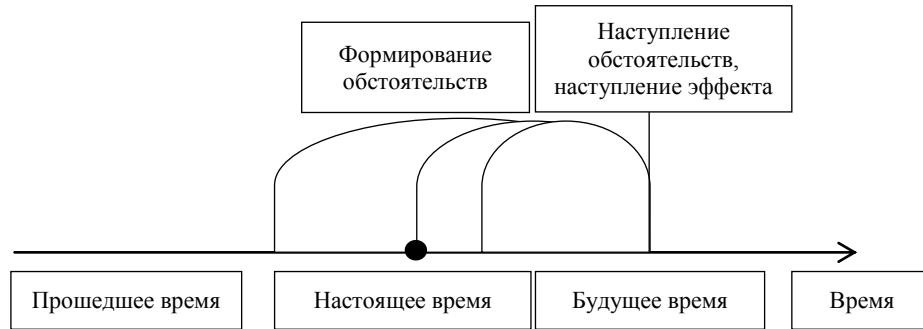 Формирование
обстоятельств
Наступление
обстоятельств,
наступление эффекта
Прошедшее время
Настоящее время
Будущее время
Время